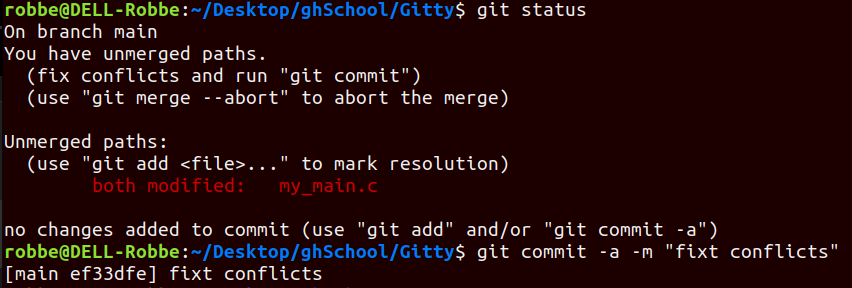 robbe@DELL-Robbe:~/Desktop/ghSchool/Gitty$ git status
On branch main
You have unmerged paths.
  (fix conflicts and run "git commit")
  (use "git merge --abort" to abort the merge)

Unmerged paths:
  (use "git add <file>..." to mark resolution)
        both modified:   my_main.c

no changes added to commit (use "git add" and/or "git commit -a")
robbe@DELL-Robbe:~/Desktop/ghSchool/Gitty$ git commit -a -m "fixt conflicts"
[main ef33dfe] fixt conflicts